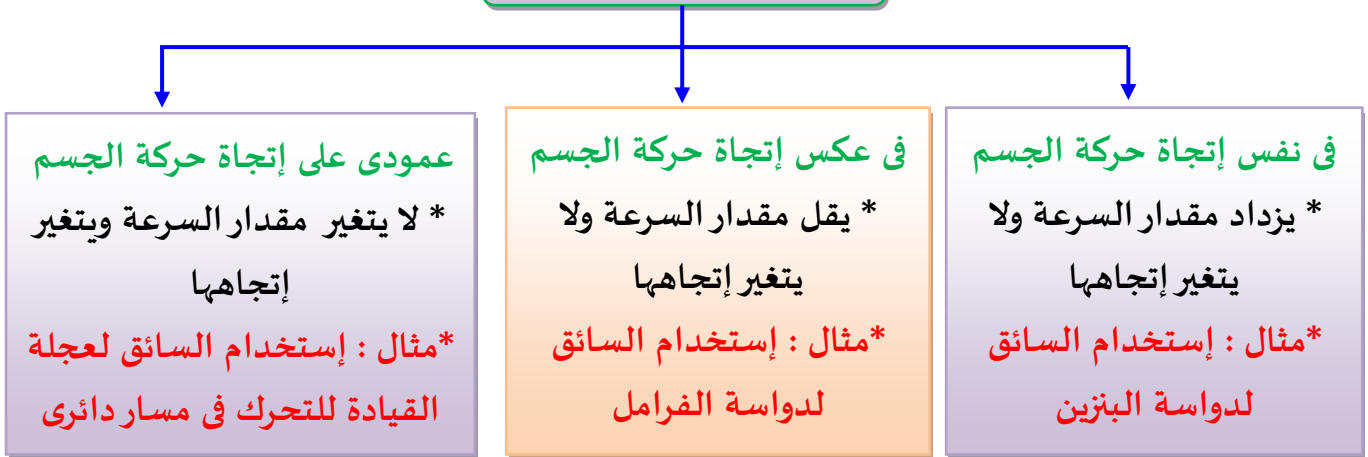 فى نفس إتجاة حركة الجسم
* يزداد مقدار السرعة ولا
يتغير إتجاهها
*مثال : إستخدام السائق
لدواسة البنزين
فى عكس إتجاة حركة الجسم
* يقل مقدار السرعة ولا
يتغير إتجاهها
*مثال : إستخدام السائق
لدواسة الفرامل
عمودى على إتجاة حركة الجسم
* لا يتغير مقدار السرعة ويتغير
إتجاهها
*مثال : إستخدام السائق لعجلة
القيادة للتحرك فى مسار دائرى